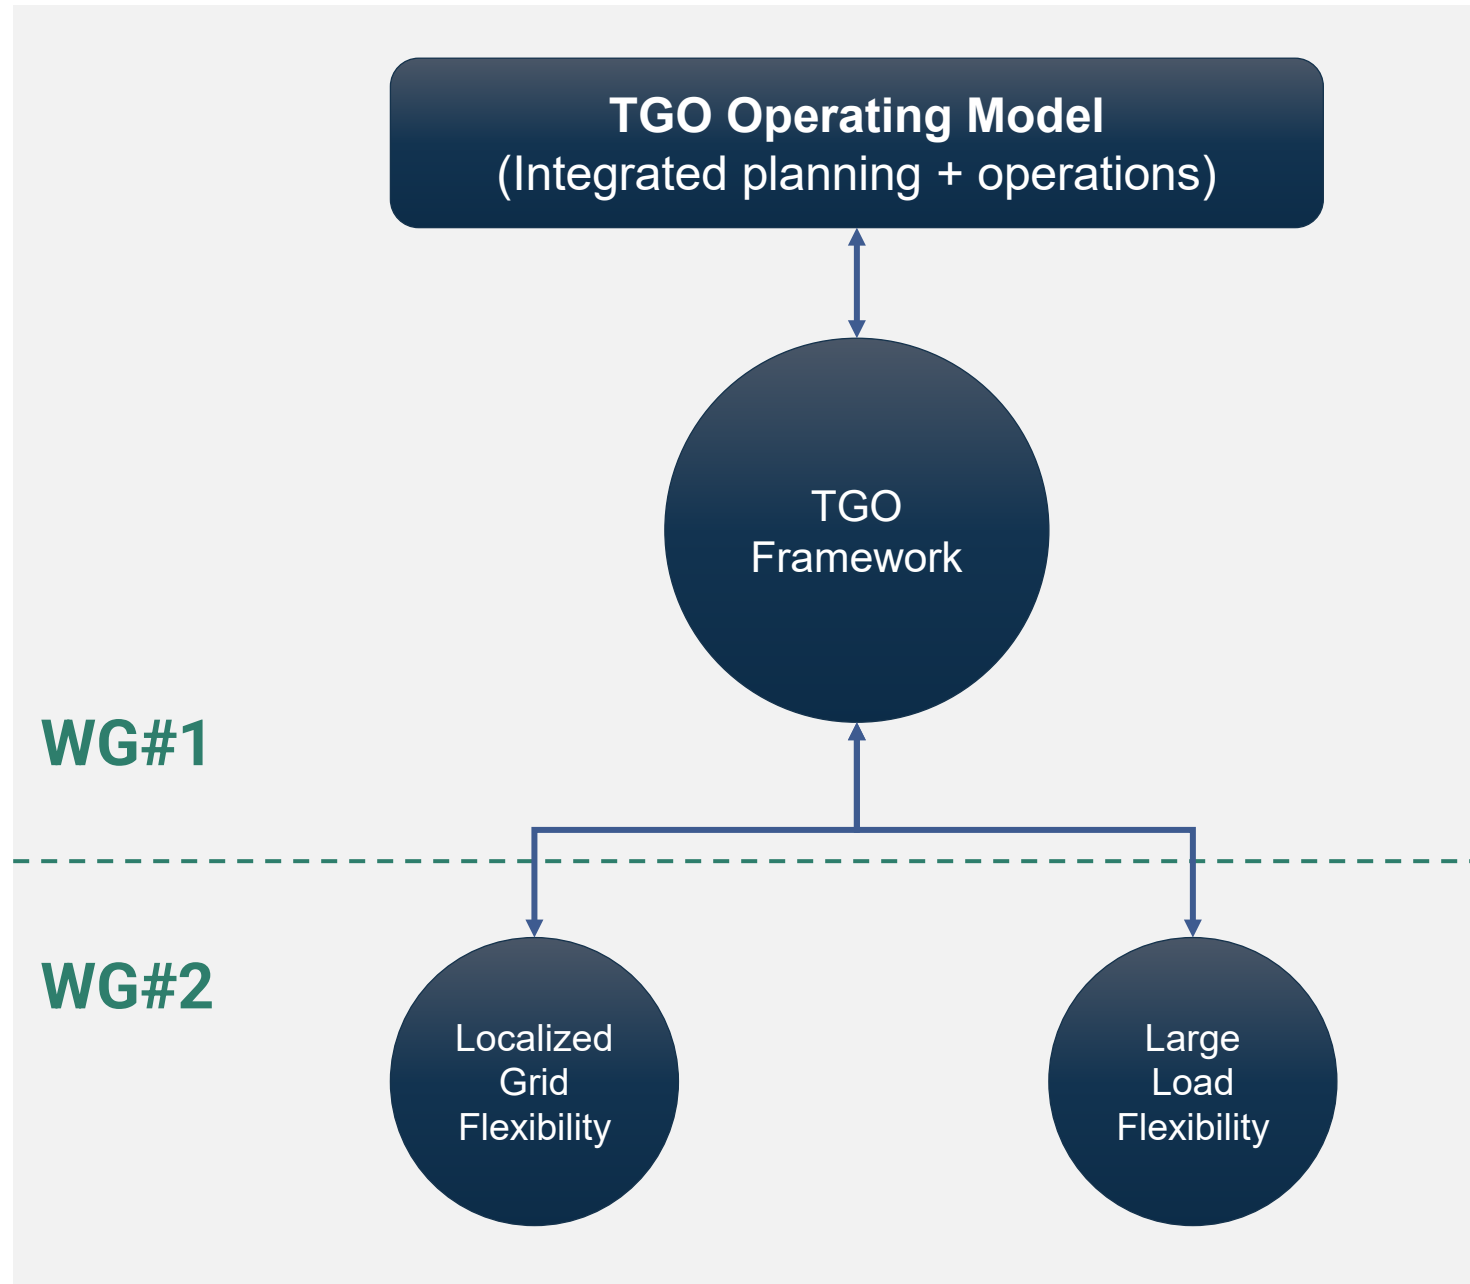 TGO Operating Model
(Integrated planning + operations)
TGO
Framework
WG#1
WG#2
Localized
Grid
Flexibility
Large
Load
Flexibility